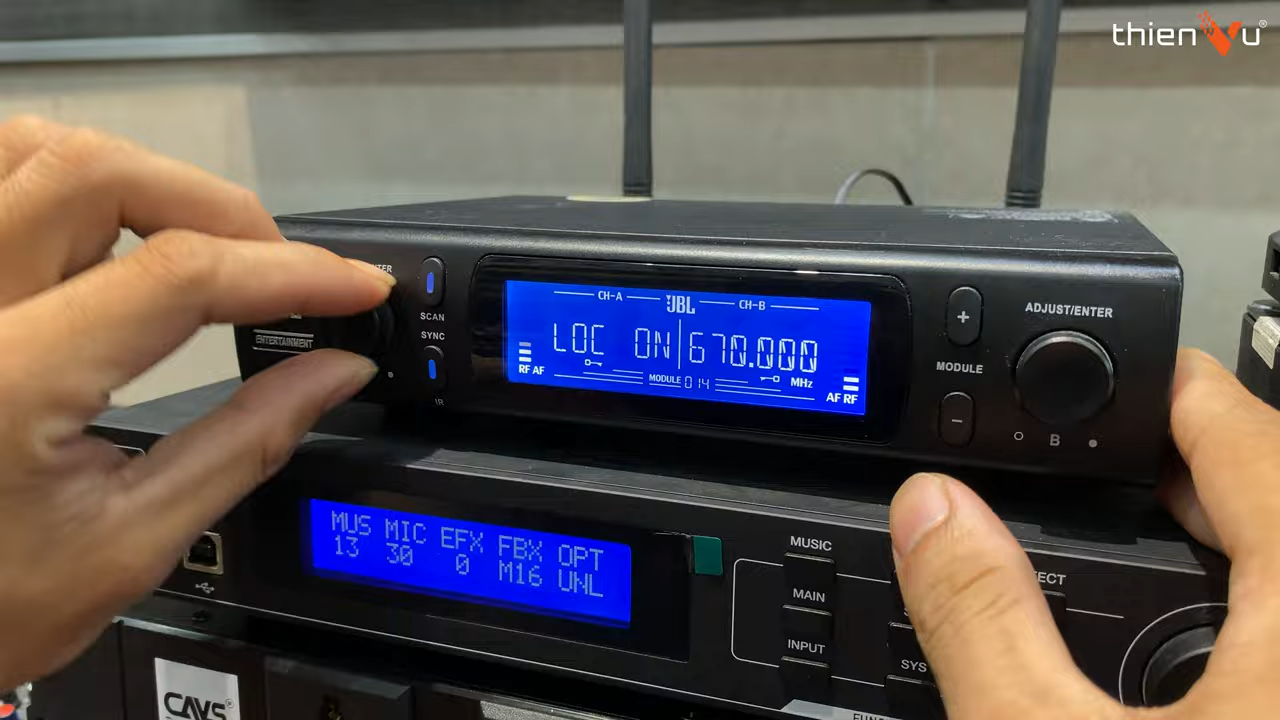 thienVu®
SCAN
SYNC
IR
ENTERTAINMENT
CH-A
JBL
CH-B
LOC ON
670.000
MHz
RF AF
MODULE 014
AF RF
+
MODULE
-
ADJUST/ENTER
B
MUS MIC EFX FBX OPT
13 30 0 M16 UNL
MUSIC
MAIN
INPUT
SYS
CAVS®